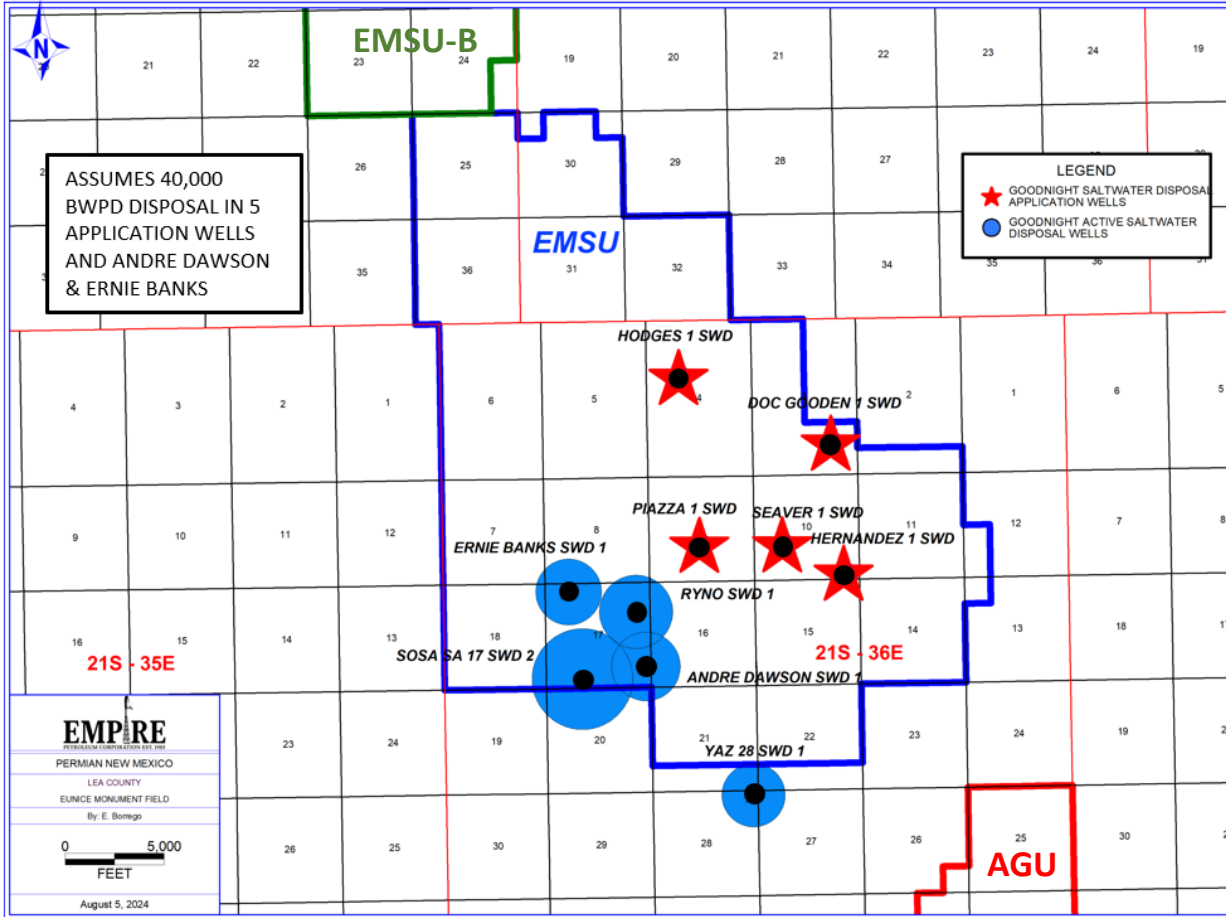 EMSU-B
N
20
21
22
23
24
19
20
21
22
23
24
19
ASSUMES 40,000
BWPD DISPOSAL IN 5
APPLICATION WELLS
AND ANDRE DAWSON
& ERNIE BANKS
26
25
30
29
28
27
LEGEND
GOODNIGHT SALTWATER DISPOSAL
APPLICATION WELLS
GOODNIGHT ACTIVE SALTWATER
DISPOSAL WELLS
EMSU
35
36
31
32
33
34
35
36
31
HODGES 1 SWD
4
3
2
1
6
5
4
DOC GOODEN 1 SWD
2
1
6
5
PIAZZA 1 SWD
SEAVER 1 SWD
9
10
11
12
7
8
10
11
12
7
8
HERNANDEZ 1 SWD
ERNIE BANKS SWD 1
RYNO SWD 1
16
15
14
13
18
17
16
15
14
13
18
17
21S - 35E
SOSA SA 17 SWD 2
21S - 36E
ANDRE DAWSON SWD 1
EMPIRE
PETROLEUM CORPORATION EST. 1983
PERMIAN NEW MEXICO
LEA COUNTY
EUNICE MONUMENT FIELD
By: E. Borrego
0 5,000
FEET
August 5, 2024
23
24
19
20
21
22
23
24
19
YAZ 28 SWD 1
26
25
30
29
28
27
26
25
30
AGU